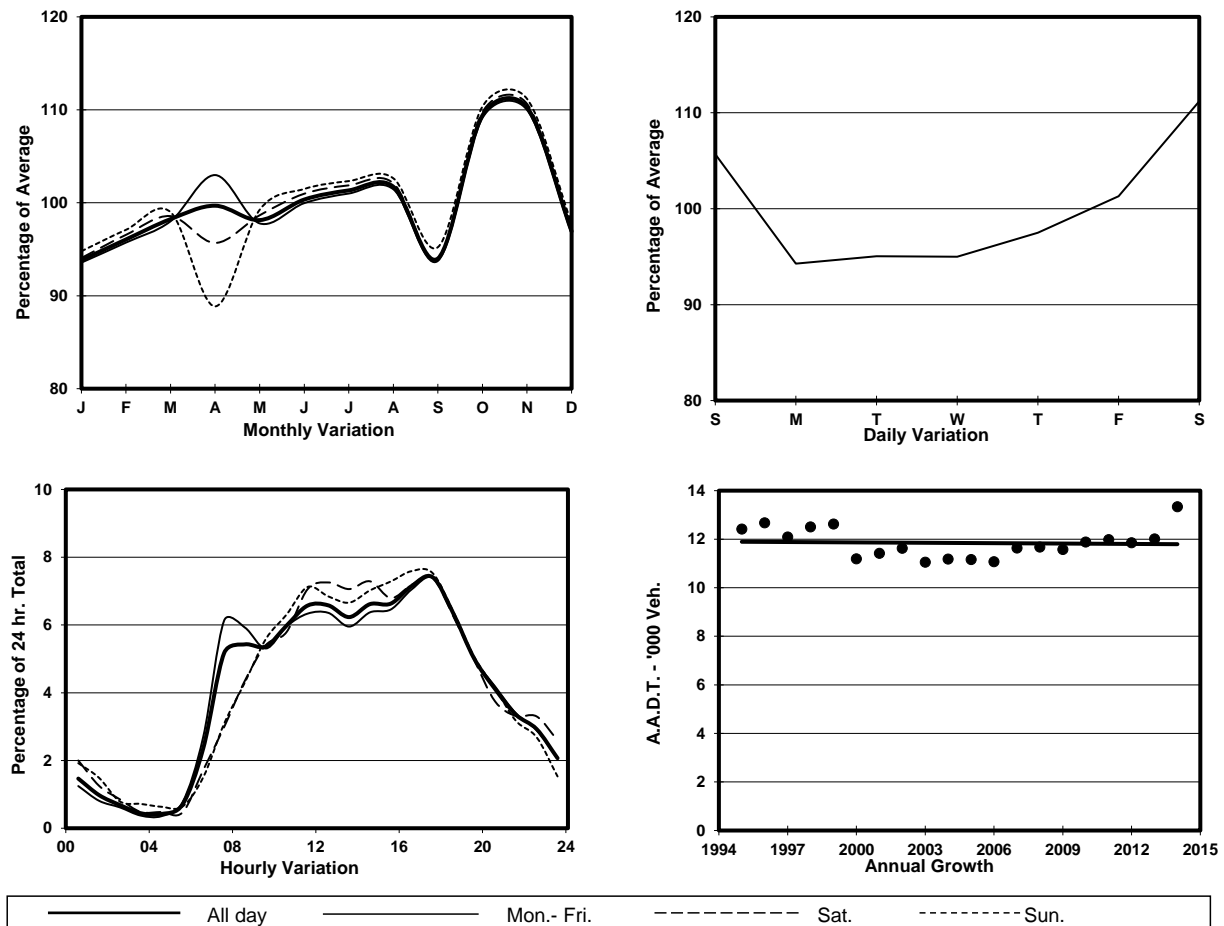 Percentage of Average
120
110
100
90
80
J F M A M J J A S O N D
Monthly Variation
Percentage of Average
120
110
100
90
80
S M T W T F S
Daily Variation
Percentage of 24 hr. Total
10
8
6
4
2
0
00 04 08 12 16 20 24
Hourly Variation
A.A.D.T. - '000 Veh.
14
12
10
8
6
4
2
0
1994 1997 2000 2003 2006 2009 2012 2015
Annual Growth
All day Mon.- Fri. Sat. Sun.